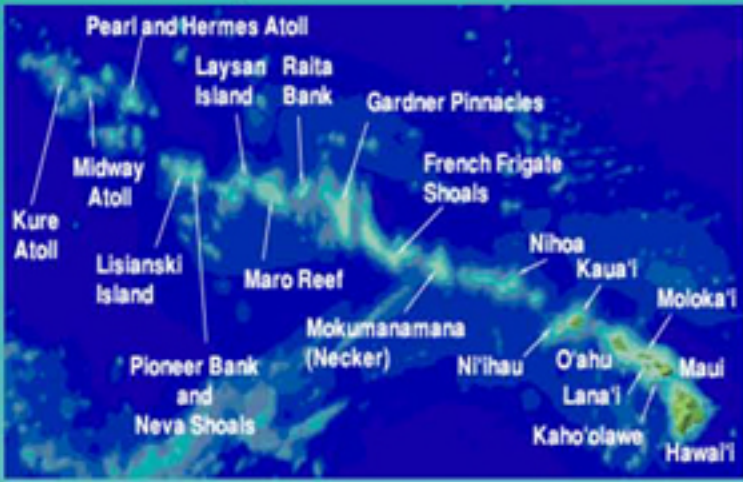 Pearl and Hermes Atoll
Laysan
Island
Raita
Bank
Gardner Pinnacles
French Frigate
Shoals
Midway
Atoll
Kure
Atoll
Lisianski
Island
Maro Reef
Nihoa
Kaua'i
Moloka'i
Mokumanamana
(Necker)
Ni'ihau
O'ahu
Maui
Lana'i
Kaho'olawe
Hawai'i
Pioneer Bank
and
Neva Shoals